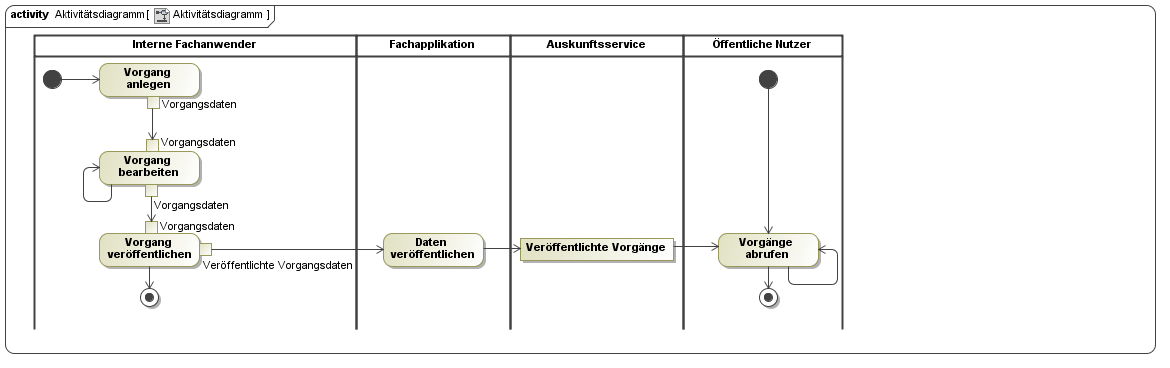 activity Aktivitätsdiagramm [ Aktivitätsdiagramm ]
Interne Fachanwender
Fachapplikation
Auskunftsservice
Öffentliche Nutzer
Vorgang
anlegen
Vorgangsdaten
Vorgangsdaten
Vorgang
bearbeiten
Vorgangsdaten
Vorgangsdaten
Vorgang
veröffentlichen
Veröffentlichte Vorgangsdaten
Daten
veröffentlichen
Veröffentlichte Vorgänge
Vorgänge
abrufen